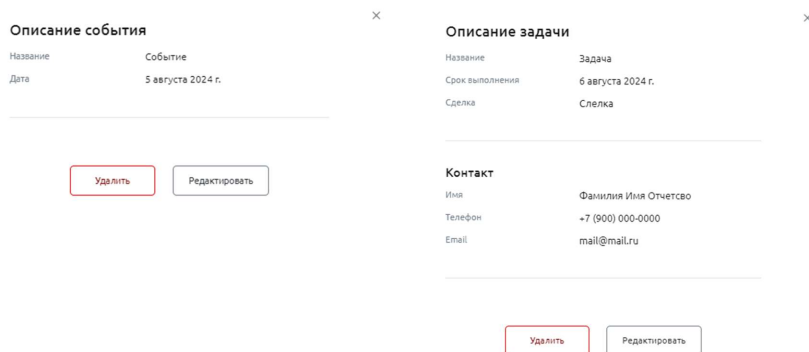 Описание события
Название Событие
Дата 5 августа 2024 г.
Удалить Редактировать
Описание задачи
Название Задача
Срок выполнения 6 августа 2024 г.
Сделка Слелка
Контакт
Имя Фамилия Имя Отчетсво
Телефон +7 (900) 000-0000
Email mail@mail.ru
Удалить Редактировать